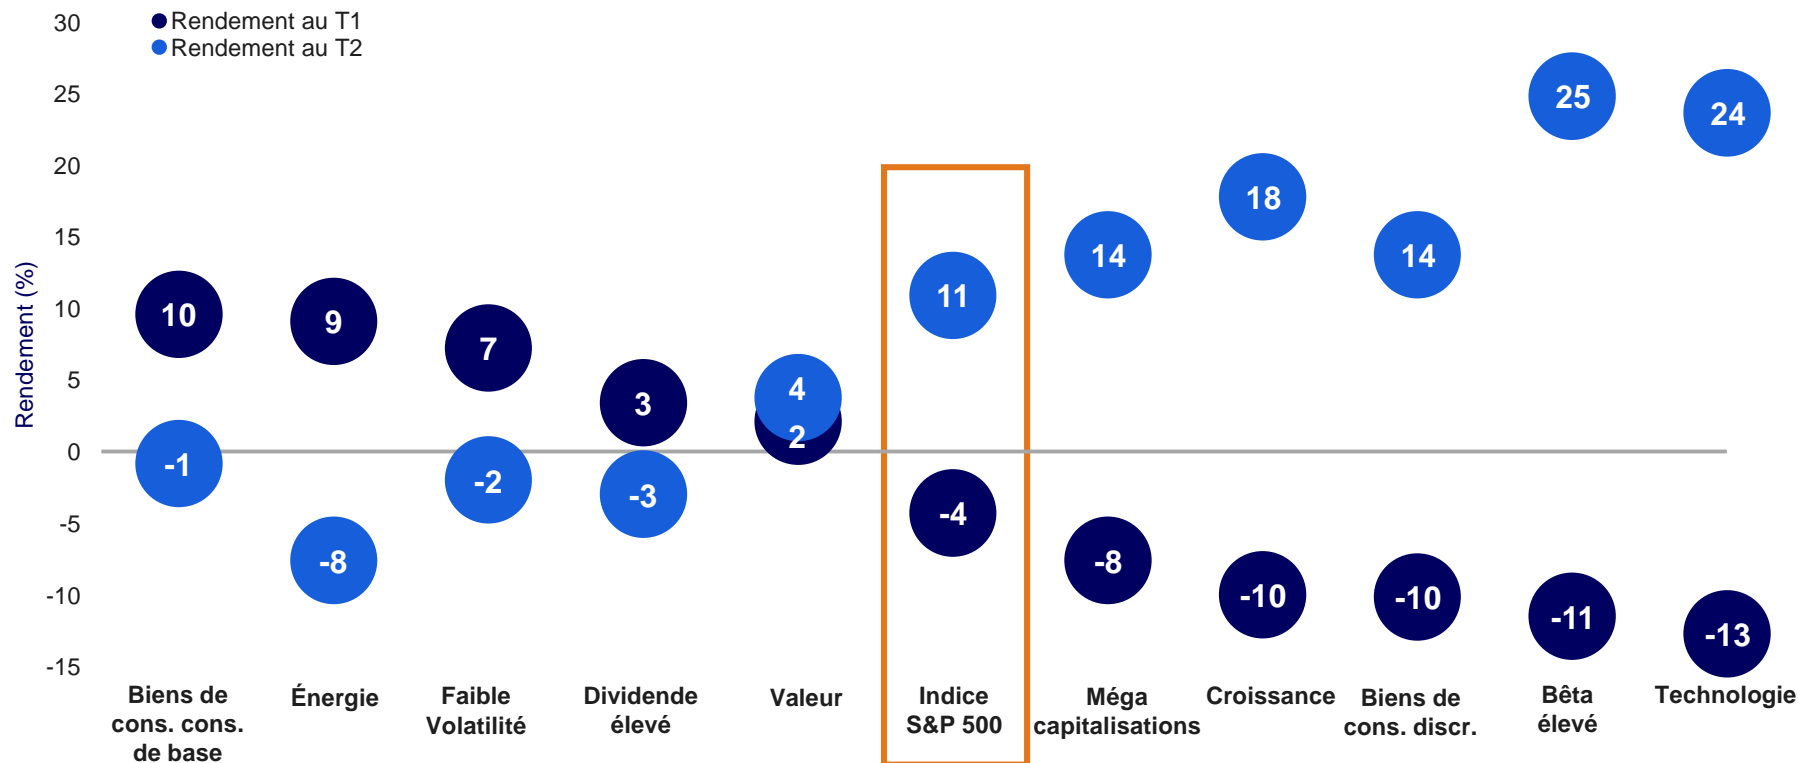 Rendement au T1
Rendement au T2
Rendement (%)
30
25
20
15
10
5
0
-5
-10
-15
10
-1
9
-8
7
-2
3
-3
4
2
11
-4
14
-8
18
-10
14
-10
25
-11
24
-13
Biens de
cons. cons.
de base
Énergie
Faible
Volatilité
Dividende
élevé
Valeur
Indice
S&P 500
Méga
capitalisations
Croissance
Biens de
cons. discr.
Bêta
élevé
Technologie